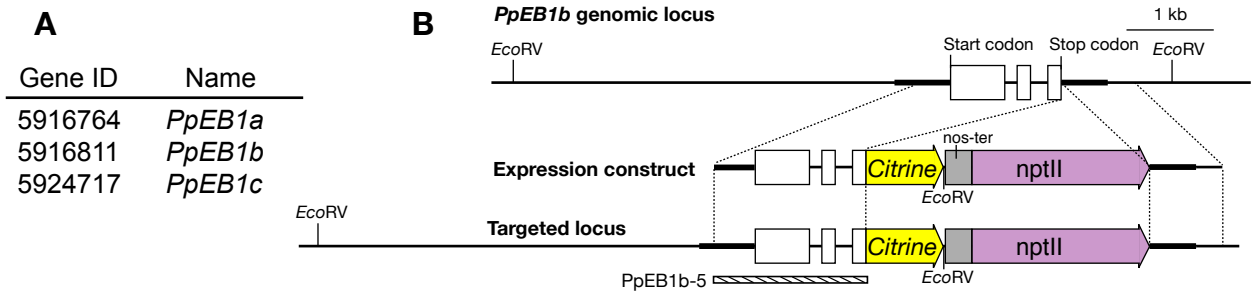 A
Gene ID Name
5916764 PpEB1a
5916811 PpEB1b
5924717 PpEB1c
B
PpEB1b genomic locus
1 kb
EcoRV
Start codon
Stop codon
EcoRV
nos-ter
Expression construct
Citrine
nptII
EcoRV
EcoRV
Targeted locus
Citrine
nptII
PpEB1b-5
EcoRV